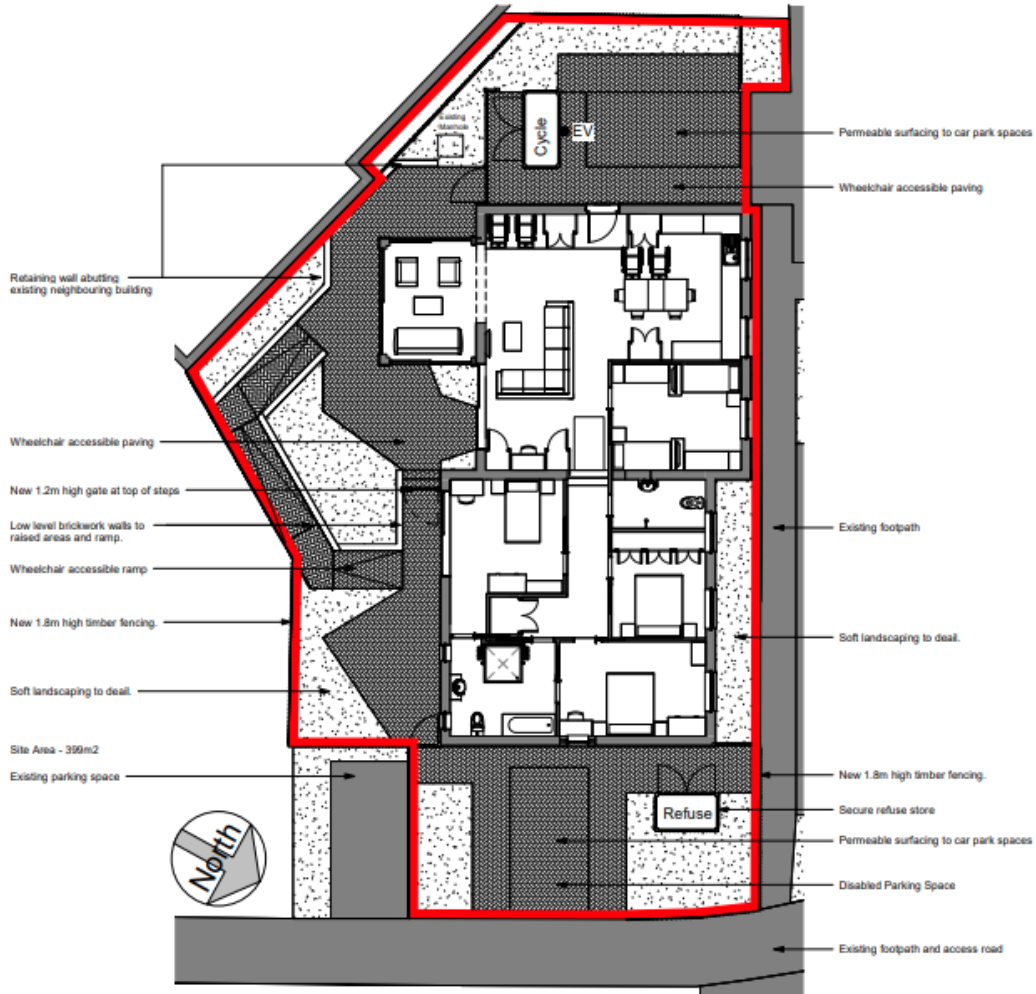 Existing
Manhole
Cycle
EV
Permeable surfacing to car park spaces
Wheelchair accessible paving
Retaining wall abutting
existing neighbouring building
Wheelchair accessible paving
New 1.2m high gate at top of steps
Low level brickwork walls to
raised areas and ramp.
Existing footpath
Wheelchair accessible ramp
New 1.8m high timber fencing.
Soft landscaping to deail.
Soft landscaping to deail.
Site Area - 399m2
Existing parking space
New 1.8m high timber fencing.
Refuse
Secure refuse store
Permeable surfacing to car park spaces
North
Disabled Parking Space
Existing footpath and access road